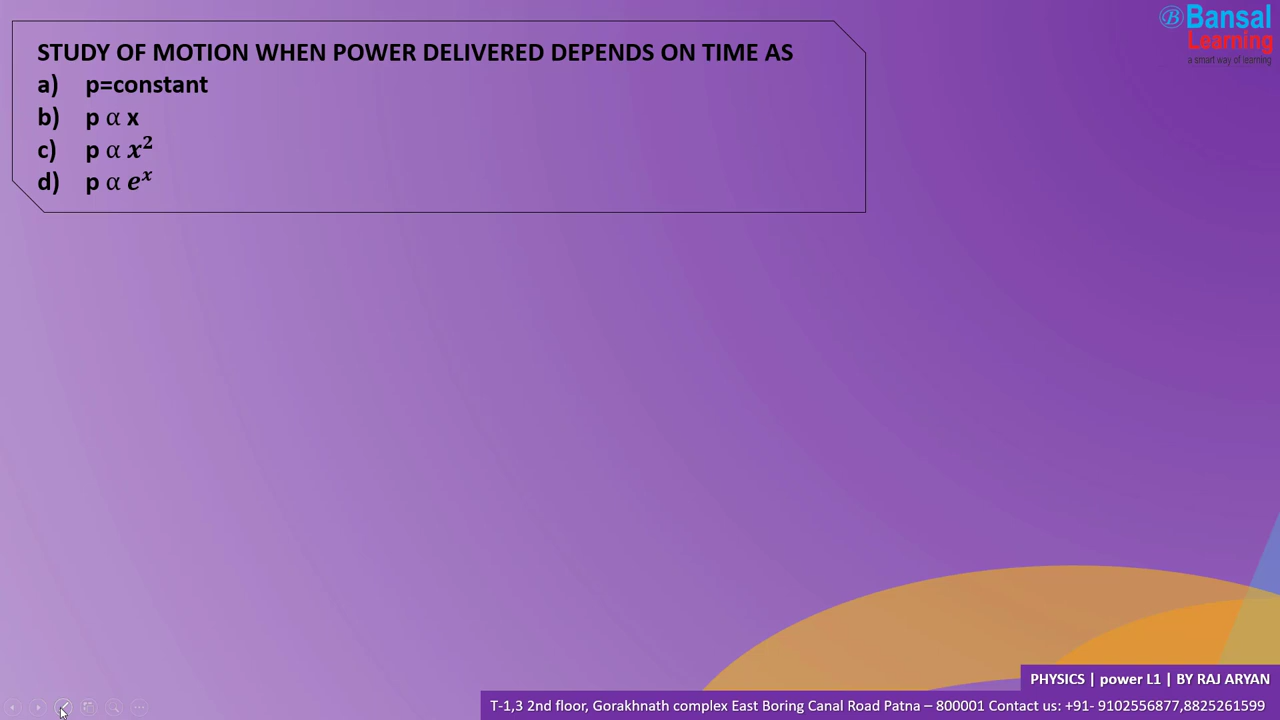 STUDY OF MOTION WHEN POWER DELIVERED DEPENDS ON TIME AS
a) p=constant
b) p α x
c) p α x²
d) p α eˣ
B Bansal
Learning
a smart way of learning
PHYSICS | power L1 | BY RAJ ARYAN
T-1,3 2nd floor, Gorakhnath complex East Boring Canal Road Patna – 800001 Contact us: +91- 9102556877,8825261599